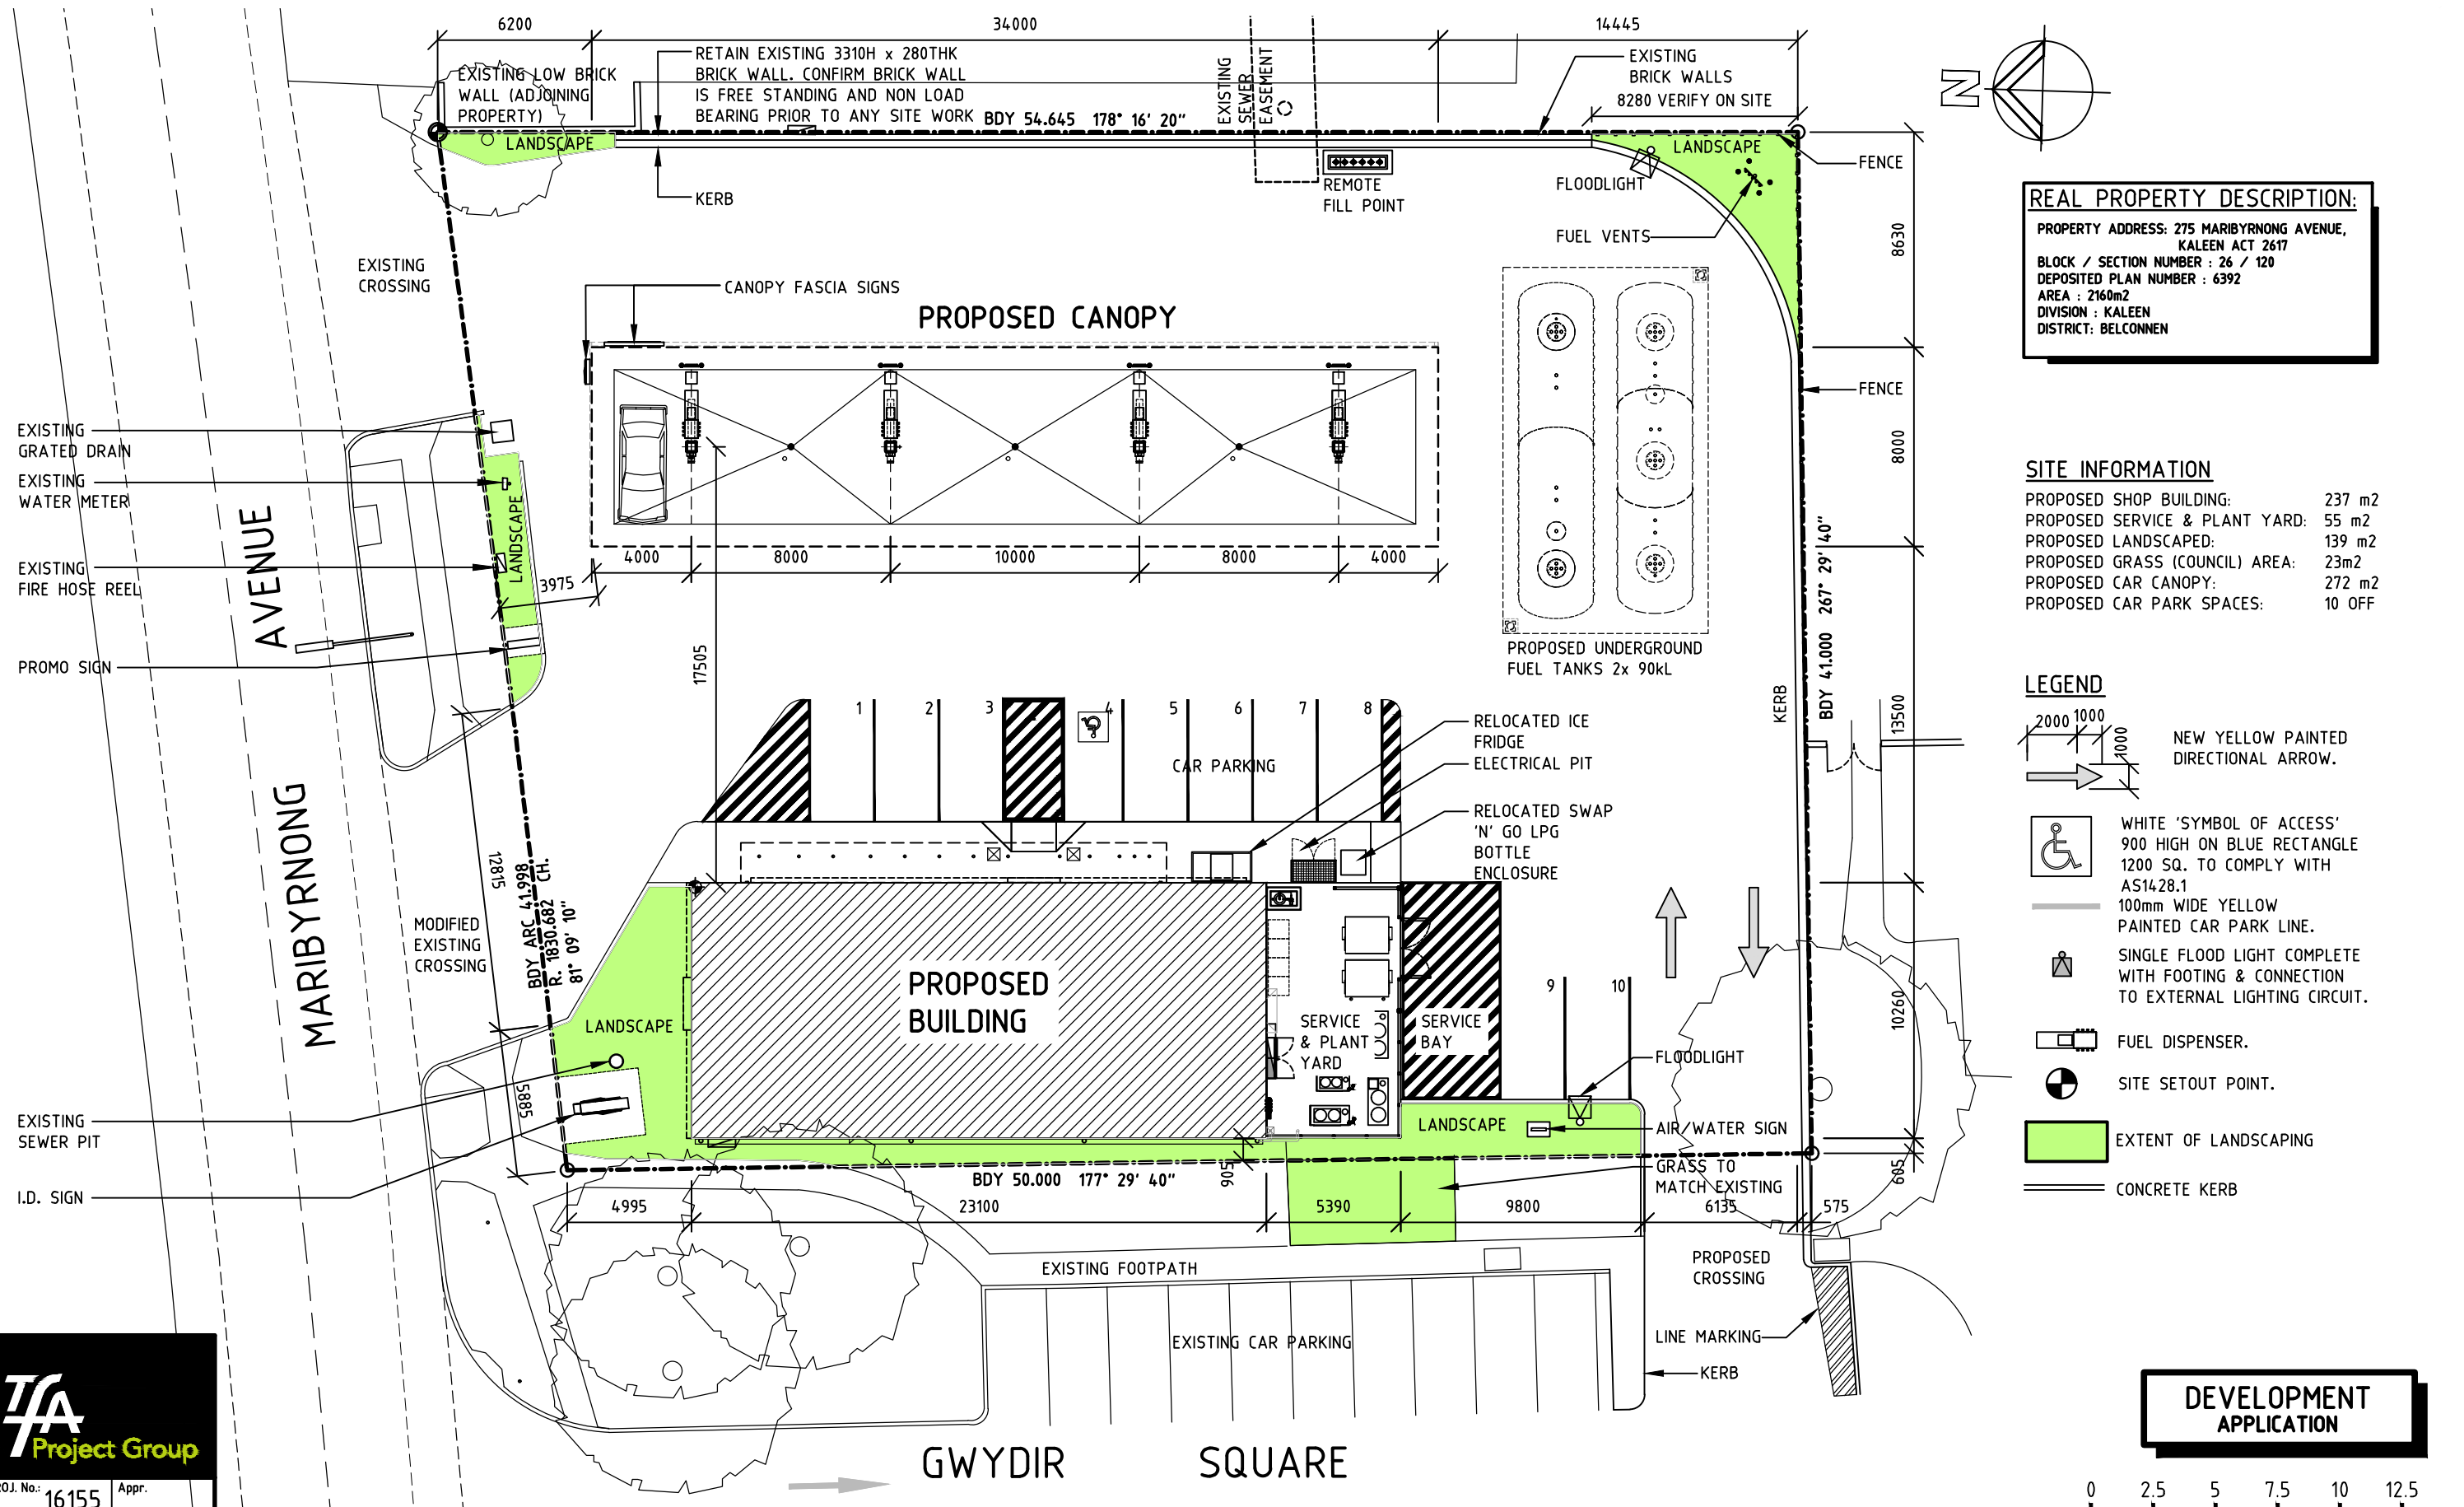 6200
34000
14445
EXISTING LOW BRICK
WALL (ADJOINING
PROPERTY)
RETAIN EXISTING 3310H x 280THK
BRICK WALL. CONFIRM BRICK WALL
IS FREE STANDING AND NON LOAD
BEARING PRIOR TO ANY SITE WORK
BDY 54.645 178° 16' 20"
EXISTING
SEWER
EASEMENT
EXISTING
BRICK WALLS
8280 VERIFY ON SITE
LANDSCAPE
KERB
REMOTE
FILL POINT
FLOODLIGHT
LANDSCAPE
FENCE
FUEL VENTS
8630
N
EXISTING
CROSSING
CANOPY FASCIA SIGNS
PROPOSED CANOPY
FENCE
8000
EXISTING
GRATED DRAIN
EXISTING
WATER METER
EXISTING
FIRE HOSE REEL
PROMO SIGN
LANDSCAPE
3975
4000
8000
10000
8000
4000
17505
PROPOSED UNDERGROUND
FUEL TANKS 2x 90kL
KERB
BDY 41.000 267° 29' 40"
13500
AVENUE
MARIBYRNONG
1
2
3
4
5
6
7
8
CAR PARKING
RELOCATED ICE
FRIDGE
ELECTRICAL PIT
RELOCATED SWAP
'N' GO LPG
BOTTLE
ENCLOSURE
12815
BDY ARC 41.998
R. 1830.682 CH.
81° 09' 10"
MODIFIED
EXISTING
CROSSING
LANDSCAPE
PROPOSED
BUILDING
SERVICE
& PLANT
YARD
SERVICE
BAY
9
10
FLOODLIGHT
10260
5885
EXISTING
SEWER PIT
I.D. SIGN
LANDSCAPE
AIR/WATER SIGN
GRASS TO
MATCH EXISTING
905
605
BDY 50.000 177° 29' 40"
4995
23100
5390
9800
6135
575
EXISTING FOOTPATH
PROPOSED
CROSSING
EXISTING CAR PARKING
LINE MARKING
KERB
GWYDIR SQUARE
REAL PROPERTY DESCRIPTION:
PROPERTY ADDRESS: 275 MARIBYRNONG AVENUE,
KALEEN ACT 2617
BLOCK / SECTION NUMBER : 26 / 120
DEPOSITED PLAN NUMBER : 6392
AREA : 2160m2
DIVISION : KALEEN
DISTRICT: BELCONNEN
SITE INFORMATION
PROPOSED SHOP BUILDING: 237 m2
PROPOSED SERVICE & PLANT YARD: 55 m2
PROPOSED LANDSCAPED: 139 m2
PROPOSED GRASS (COUNCIL) AREA: 23m2
PROPOSED CAR CANOPY: 272 m2
PROPOSED CAR PARK SPACES: 10 OFF
LEGEND
2000
1000
1000
NEW YELLOW PAINTED
DIRECTIONAL ARROW.
WHITE 'SYMBOL OF ACCESS'
900 HIGH ON BLUE RECTANGLE
1200 SQ. TO COMPLY WITH
AS1428.1
100mm WIDE YELLOW
PAINTED CAR PARK LINE.
SINGLE FLOOD LIGHT COMPLETE
WITH FOOTING & CONNECTION
TO EXTERNAL LIGHTING CIRCUIT.
FUEL DISPENSER.
SITE SETOUT POINT.
EXTENT OF LANDSCAPING
CONCRETE KERB
DEVELOPMENT
APPLICATION
0 2.5 5 7.5 10 12.5
TFA
Project Group
OJ. No.: 16155
Appr.